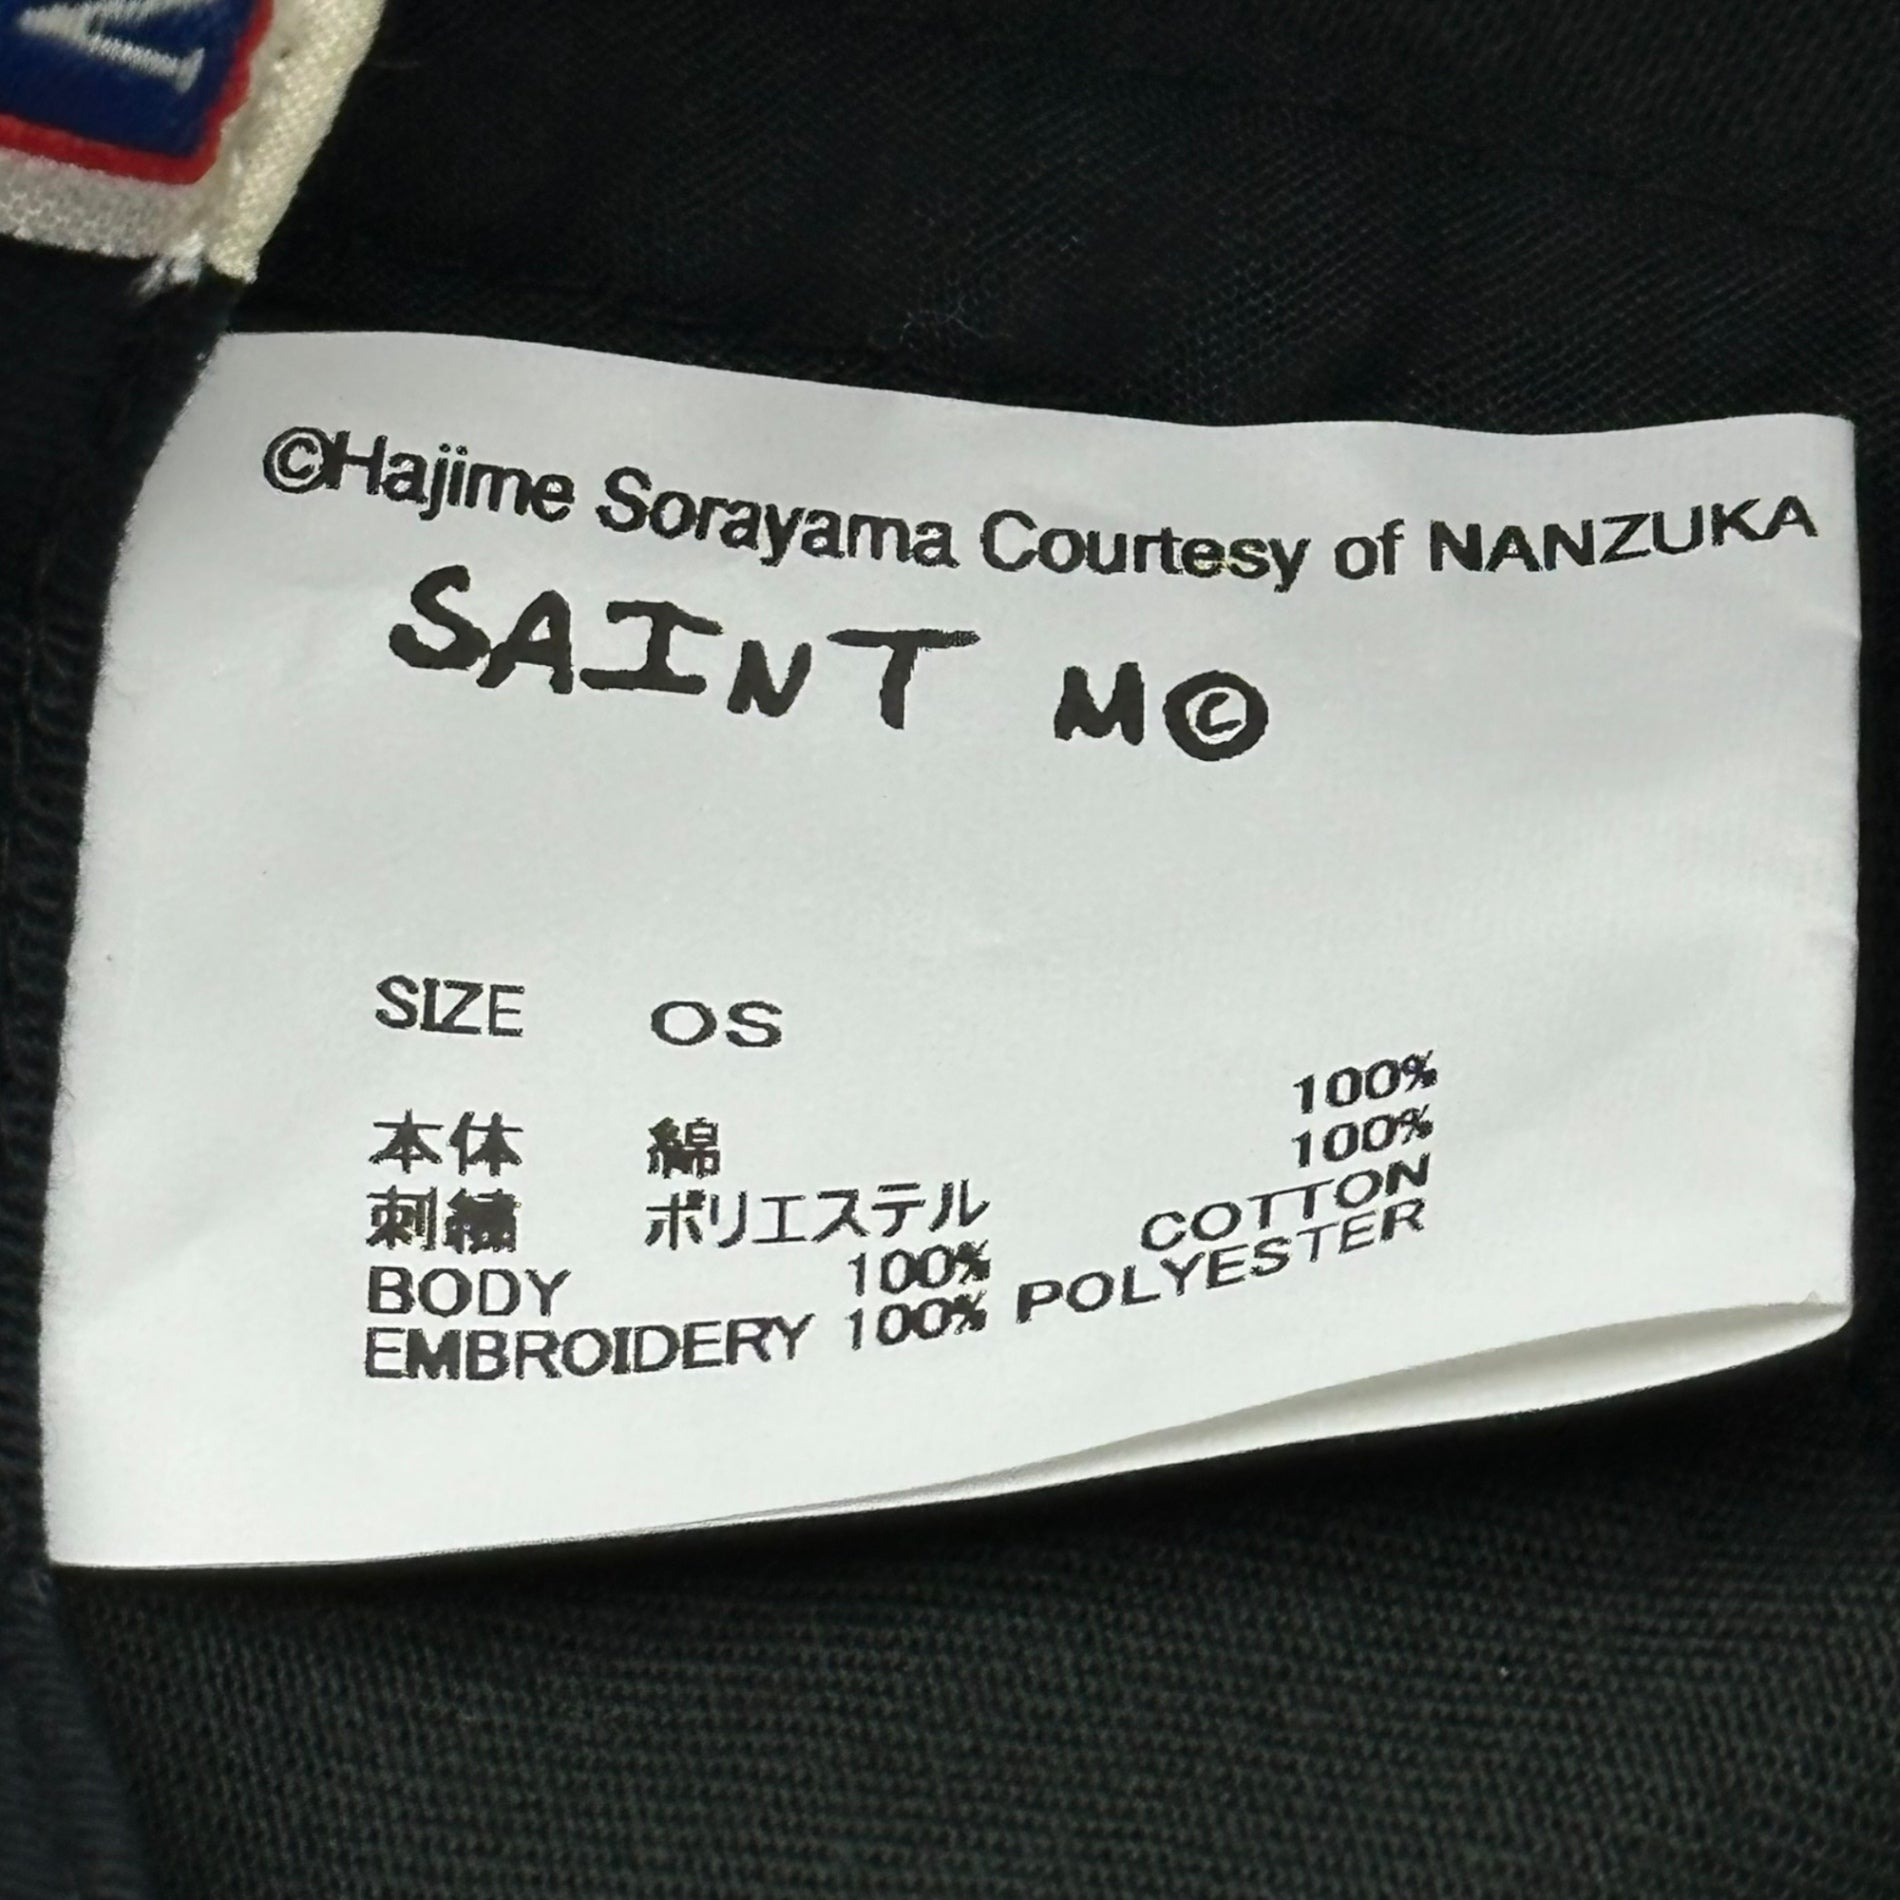 ©Hajime Sorayama Courtesy of NANZUKA
SAINT M©
SIZE OS
本体 綿 100%
刺繍 ポリエステル 100%
BODY 100% COTTON
EMBROIDERY 100% POLYESTER